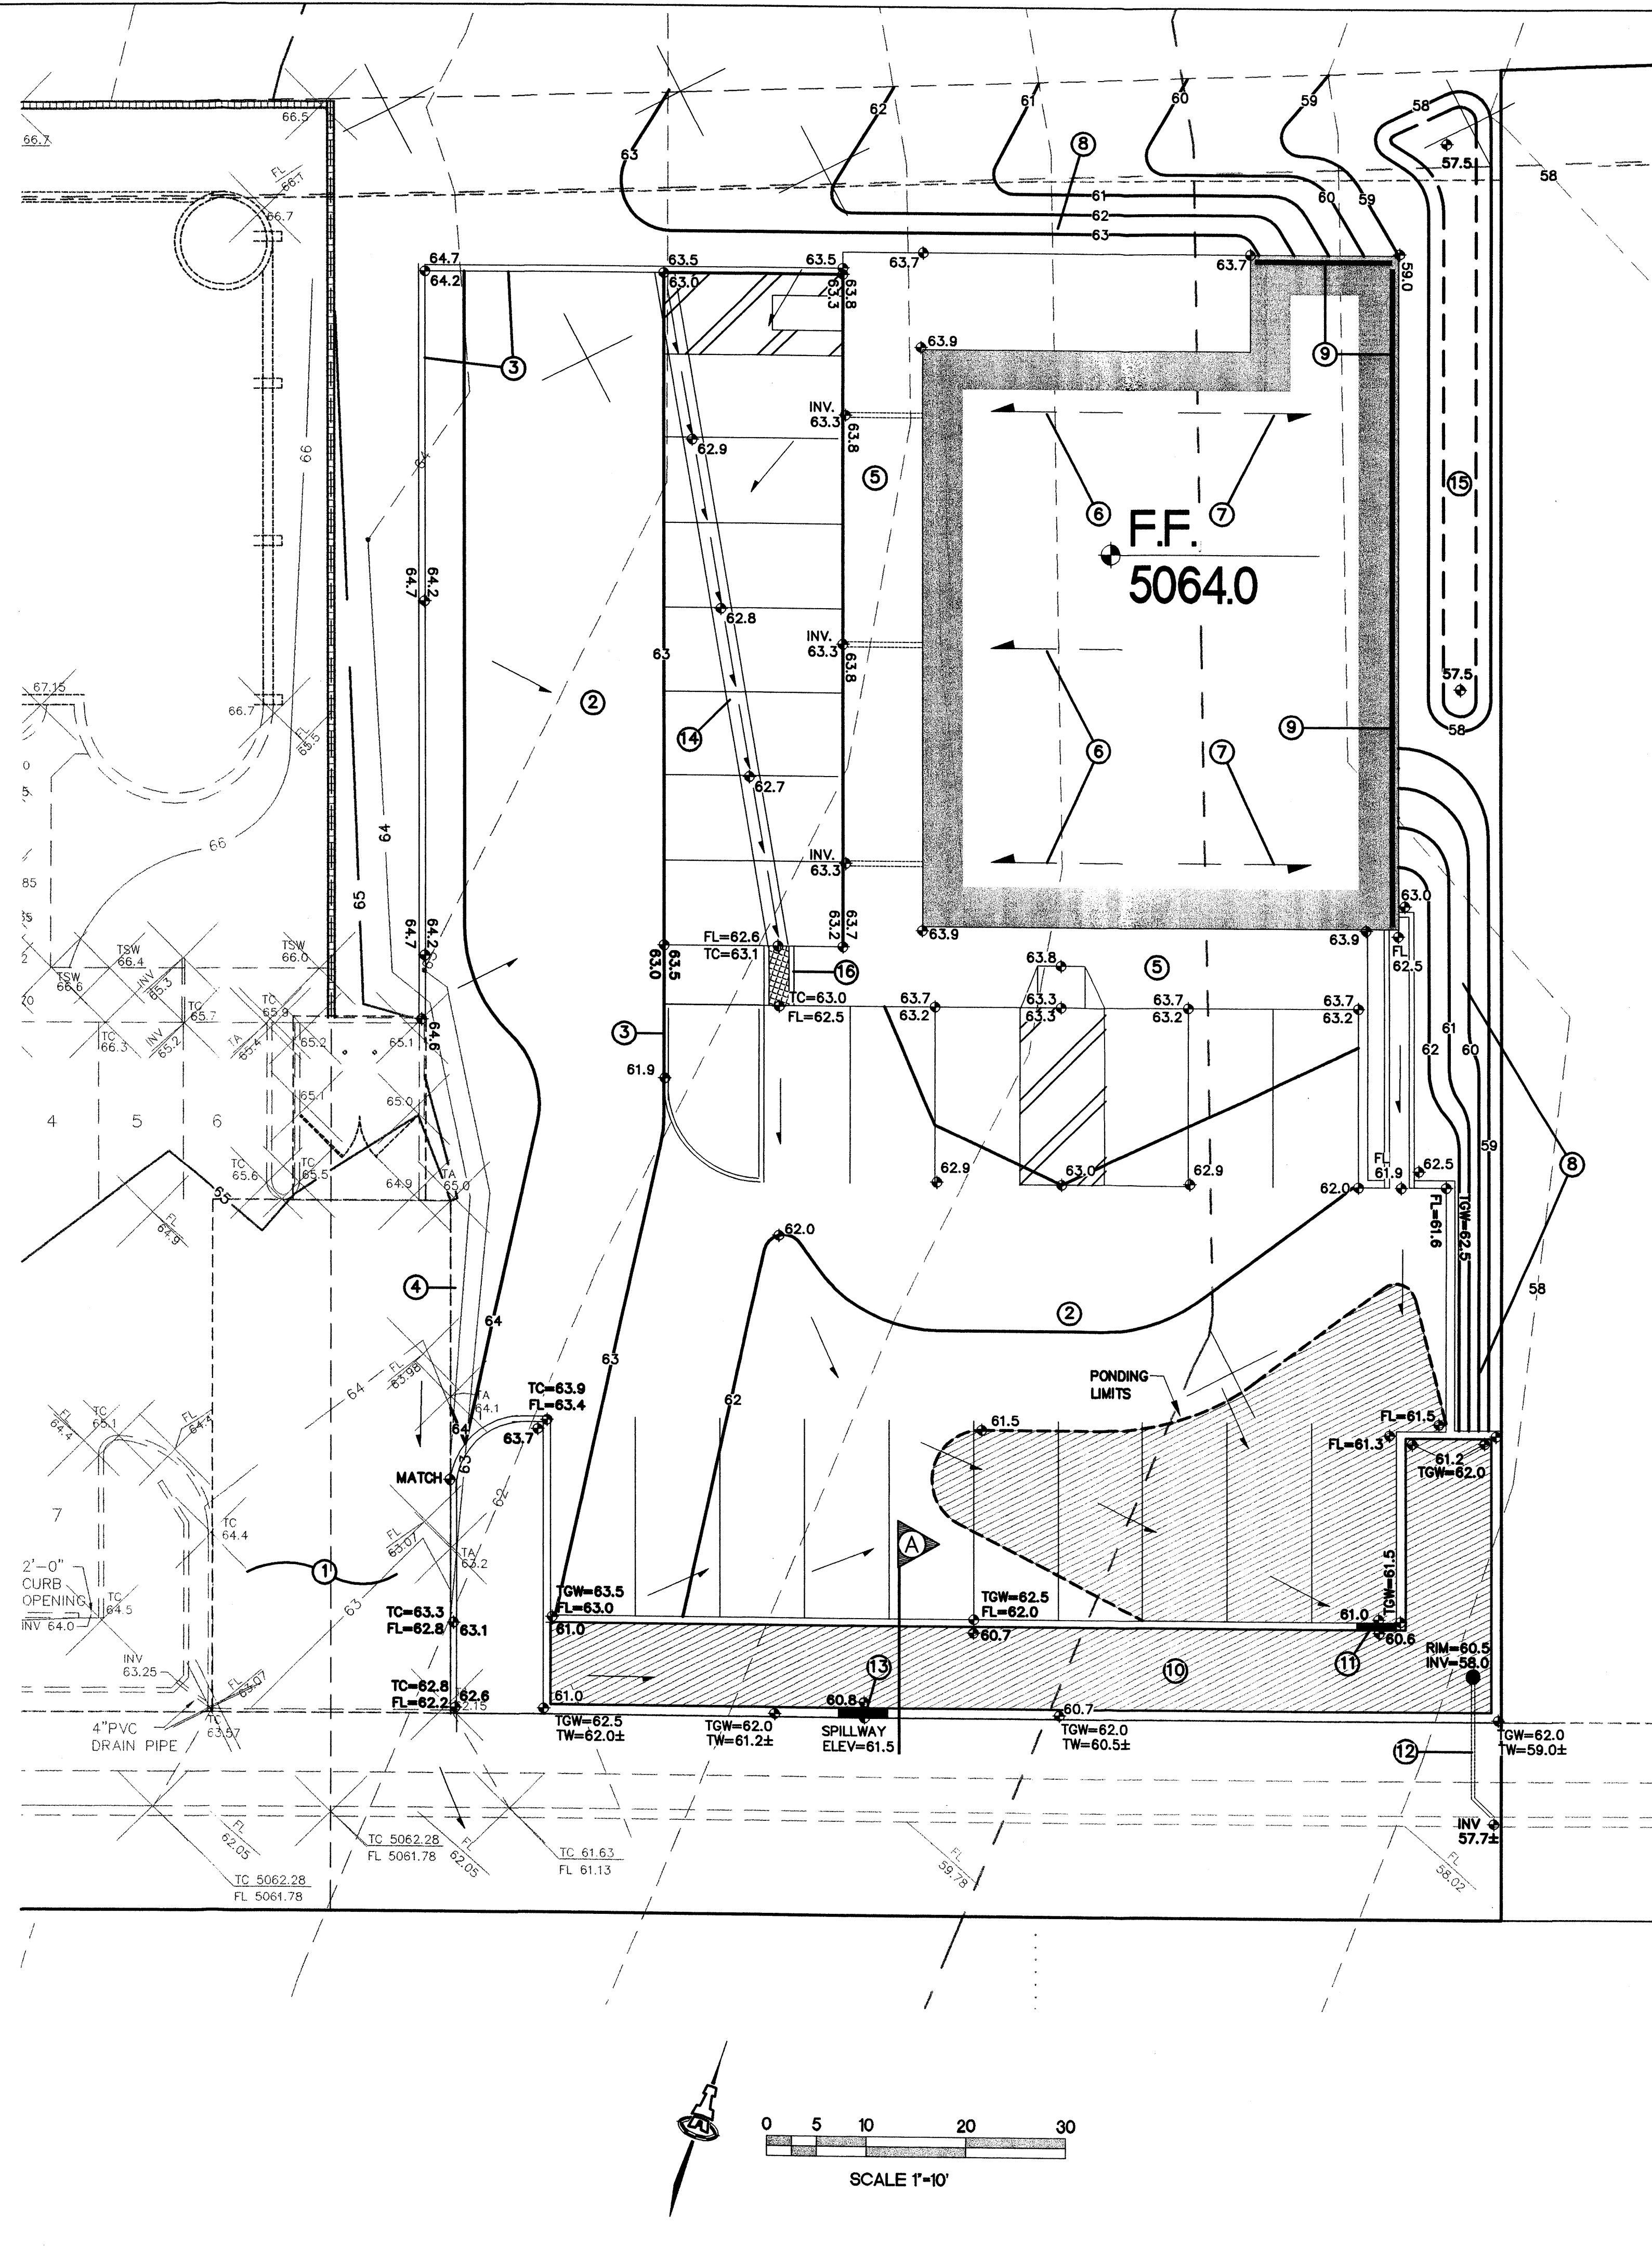 66.5
66.7
FL
66.7
66.7
63
62
61
60
59
58
57.5
58
8
61
60
59
62
63
64.7
64.2
63.5
63.0
63.5
63.8
63.3
63.7
63.7
59.0
3
9
63.9
INV.
63.3
63.8
62.9
5
6
7
15
F.F.
5064.0
66
64
64.7
64.2
62.8
INV.
63.3
63.8
63
67.15
66.7
FL
65.5
2
14
62.7
6
7
9
57.5
58
64
66
65
INV.
63.3
63.7
63.2
64.7
64.2
63.0
63.5
FL=62.6
TC=63.1
16
TC=63.0
FL=62.5
63.9
63.9
63.0
FL
62.5
63.8
5
TSW
66.4
TSW
66.0
TSW
66.6
INV
65.3
TC
65.7
TC
65.9
TC
66.3
INV
65.2
TA
65.4
65.2
65.1
64.6
3
63.7
63.2
63.3
63.3
63.7
63.2
63.7
63.2
62
61
60
59
61.9
65.1
65.0
4
5
6
TC
65.6
TC
65.5
64.9
TA
65.0
65
FL
64.9
62.9
63.0
62.9
62.0
FL
61.9
62.5
FL=61.6
TGW=62.5
8
62.0
4
64
2
58
63
62
PONDING
LIMITS
FL
63.98
64
TA
64.1
TC=63.9
FL=63.4
63.7
64
63
MATCH
62
61.5
FL=61.5
FL=61.3
61.2
TGW=62.0
TC
65.1
FL
64.4
FL
64.4
7
TC
64.4
FL
63.07
TA
63.2
A
2'-0"
CURB
OPENING
INV 64.0
TC
64.5
1
63
TGW=63.5
FL=63.0
61.0
TGW=62.5
FL=62.0
60.7
TGW=61.5
61.0
60.6
TC=63.3
FL=62.8
63.1
INV
63.25
FL
63.07
TC=62.8
FL=62.2
62.6
61.0
13
10
11
RIM=60.5
INV=58.0
60.8
60.7
4"PVC
DRAIN PIPE
TC
63.57
TGW=62.5
TW=62.0±
TGW=62.0
TW=61.2±
SPILLWAY
ELEV=61.5
TGW=62.0
TW=60.5±
12
TGW=62.0
TW=59.0±
INV
57.7±
FL
62.05
TC 5062.28
FL 5061.78
FL
62.05
TC 61.63
FL 61.13
FL
59.78
FL
58.02
TC 5062.28
FL 5061.78
0 5 10 20 30
SCALE 1"=10'